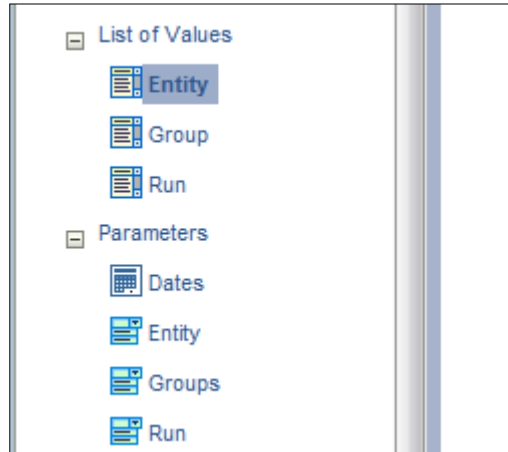 List of Values
Entity
Group
Run
Parameters
Dates
Entity
Groups
Run